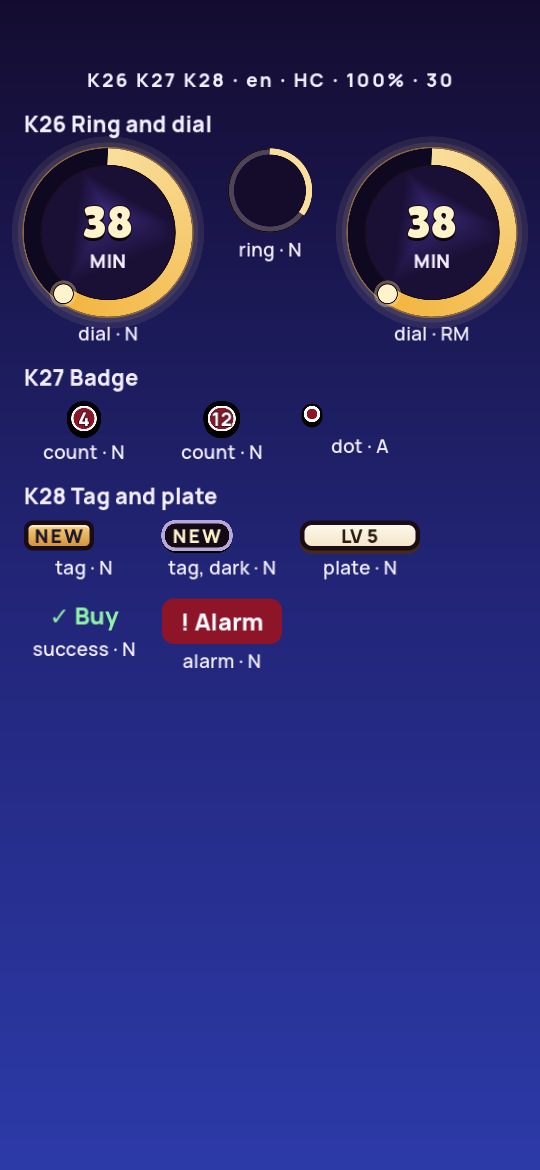 K26 K27 K28 · en · HC · 100% · 30
K26 Ring and dial
38
MIN
dial · N
ring · N
38
MIN
dial · RM
K27 Badge
4
count · N
12
count · N
dot · A
K28 Tag and plate
NEW
tag · N
NEW
tag, dark · N
LV 5
plate · N
✓ Buy
success · N
! Alarm
alarm · N